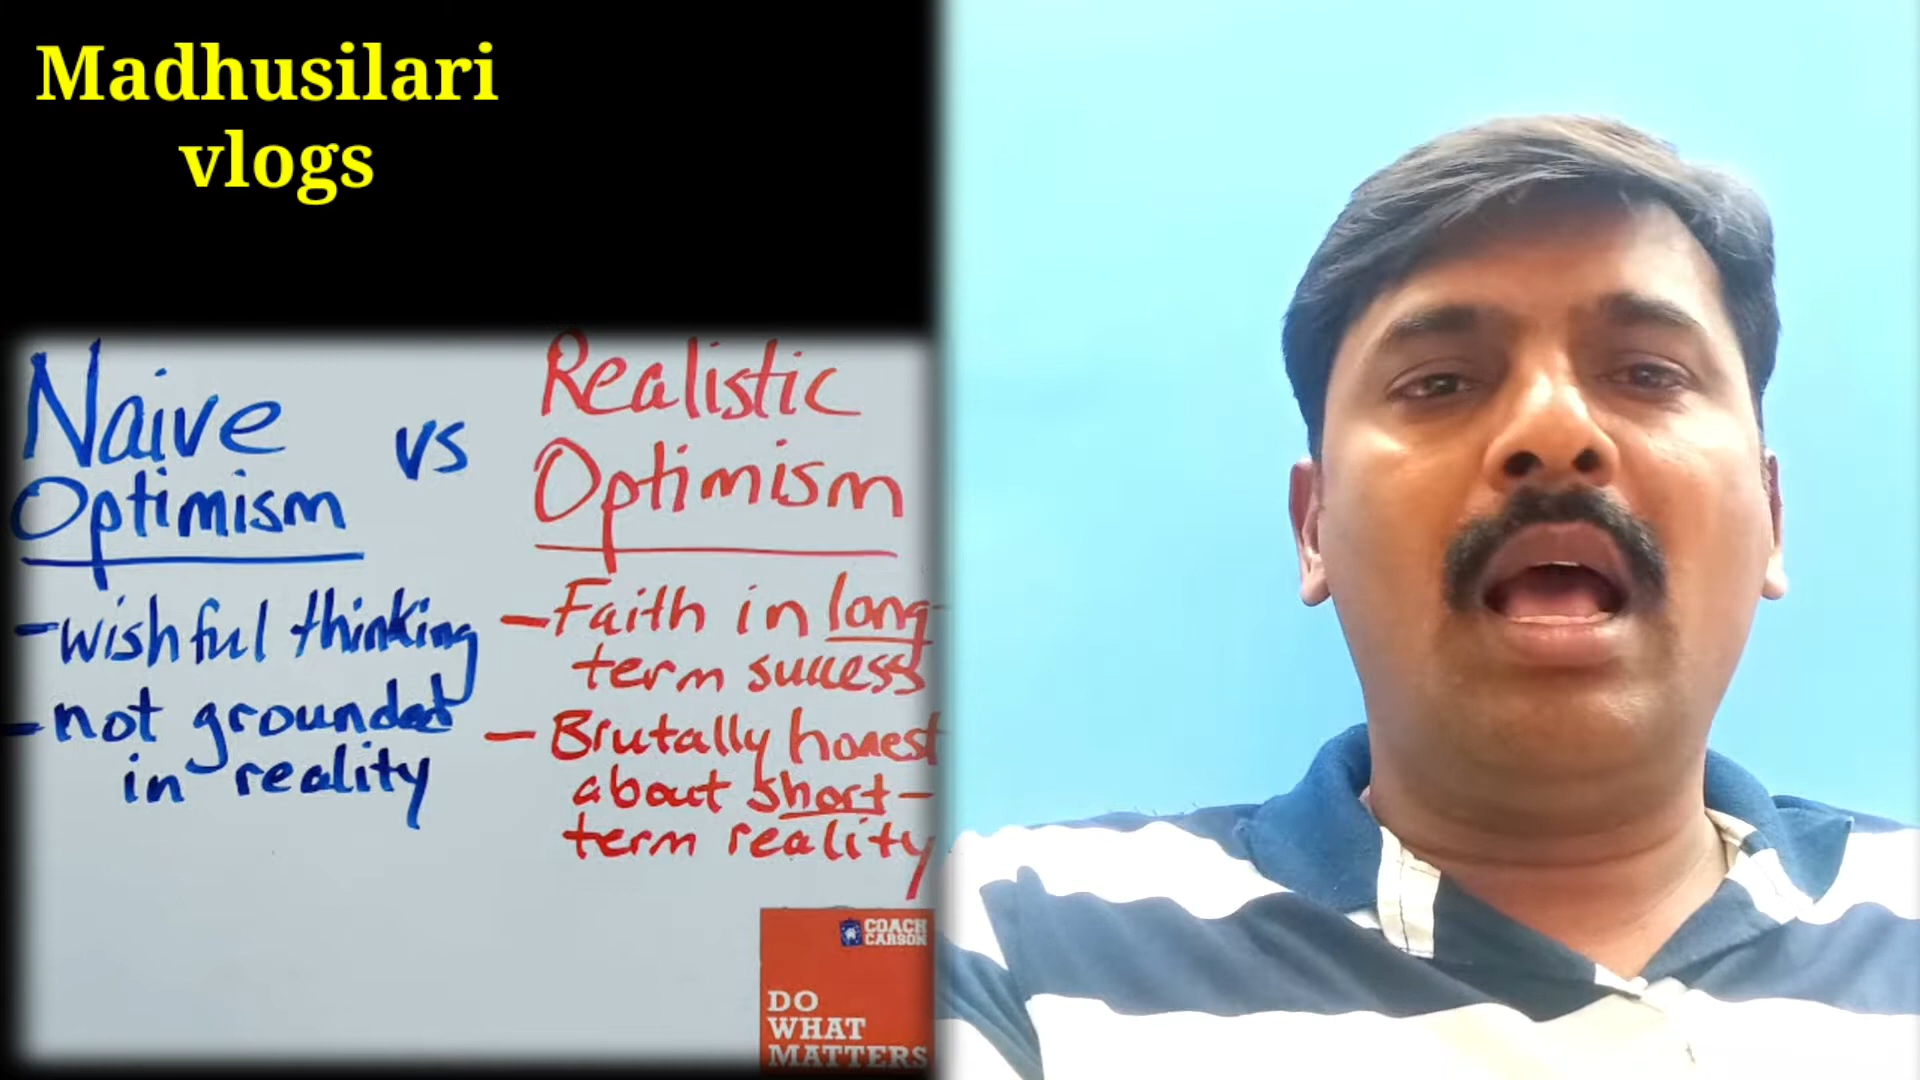 Madhusilari
vlogs
Naive
Optimism
vs
Realistic
Optimism
-wishful thinking
-not grounded
in reality
-Faith in long-
term success
-Brutally honest
about short-
term reality
COACH
CARSON
DO
WHAT
MATTERS